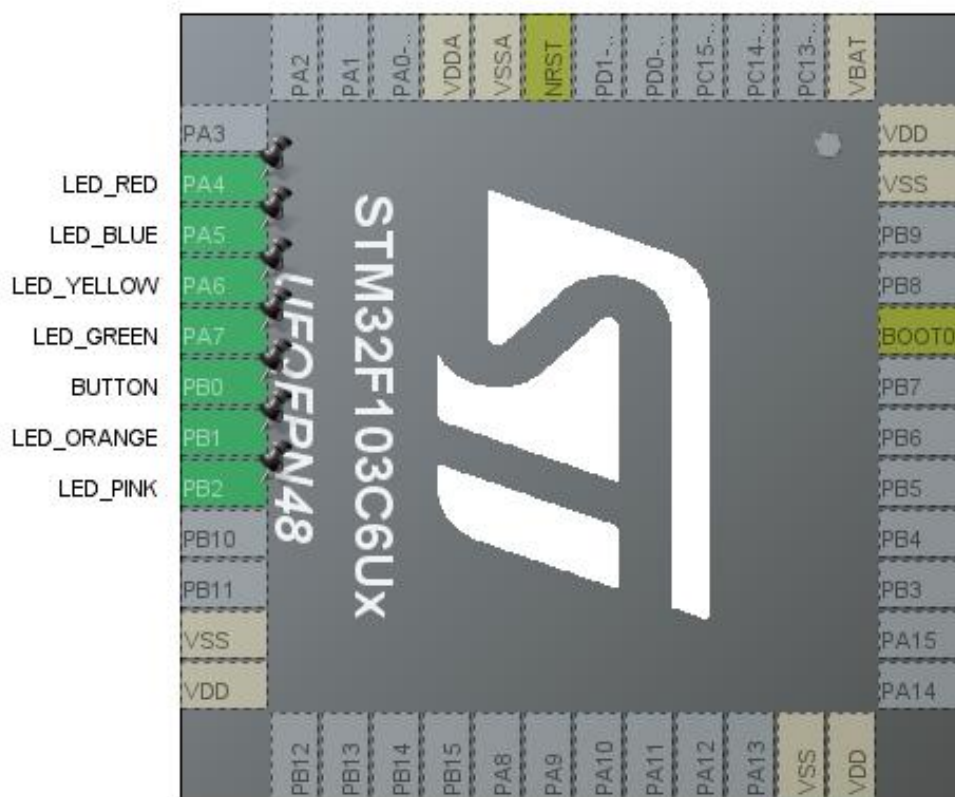 PA2
PA1
PA0-...
VDDA
VSSA
NRST
PD1-...
PD0-...
PC15-...
PC14-...
PC13-...
VBAT
PA3
VDD
LED_RED PA4
VSS
LED_BLUE PA5
PB9
LED_YELLOW PA6
PB8
LED_GREEN PA7
BOOT0
BUTTON PB0
PB7
LED_ORANGE PB1
PB6
LED_PINK PB2
PB5
PB10
PB4
PB11
PB3
VSS
PA15
VDD
PA14
STM32F103C6Ux
UFQFPN48
PB12
PB13
PB14
PB15
PA8
PA9
PA10
PA11
PA12
PA13
VSS
VDD